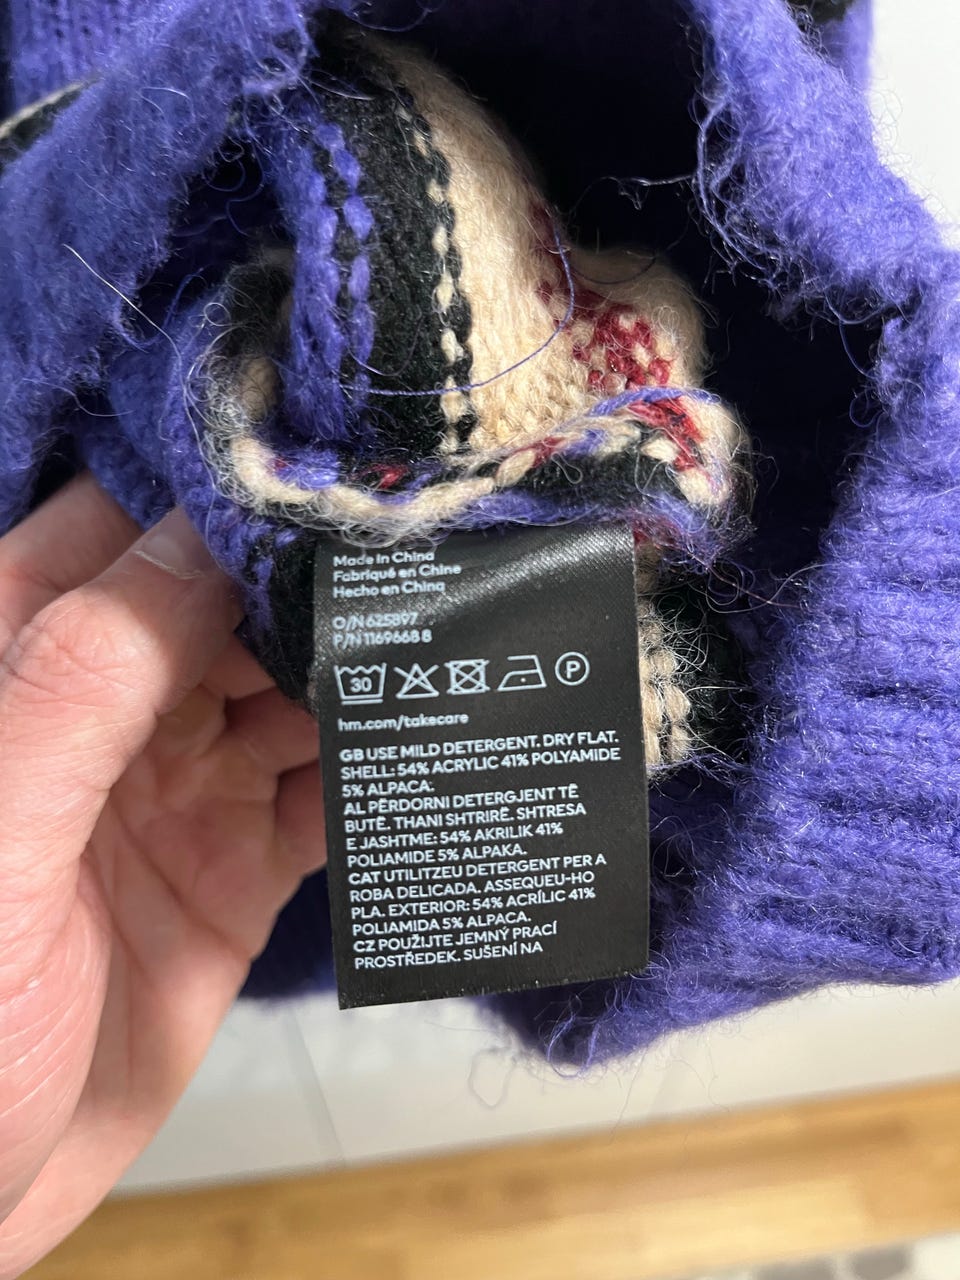 Made in China
Fabriqué en Chine
Hecho en China
O/N 625897
P/N 1169668 8
30
P
hm.com/takecare
GB USE MILD DETERGENT. DRY FLAT.
SHELL: 54% ACRYLIC 41% POLYAMIDE
5% ALPACA.
AL PËRDORNI DETERGJENT TË
BUTË. THANI SHTRIRË. SHTRESA
E JASHTME: 54% AKRILIK 41%
POLIAMIDE 5% ALPAKA.
CAT UTILITZEU DETERGENT PER A
ROBA DELICADA. ASSEQUEU-HO
PLA. EXTERIOR: 54% ACRÍLIC 41%
POLIAMIDA 5% ALPACA.
CZ POUŽIJTE JEMNÝ PRACÍ
PROSTŘEDEK. SUŠENÍ NA